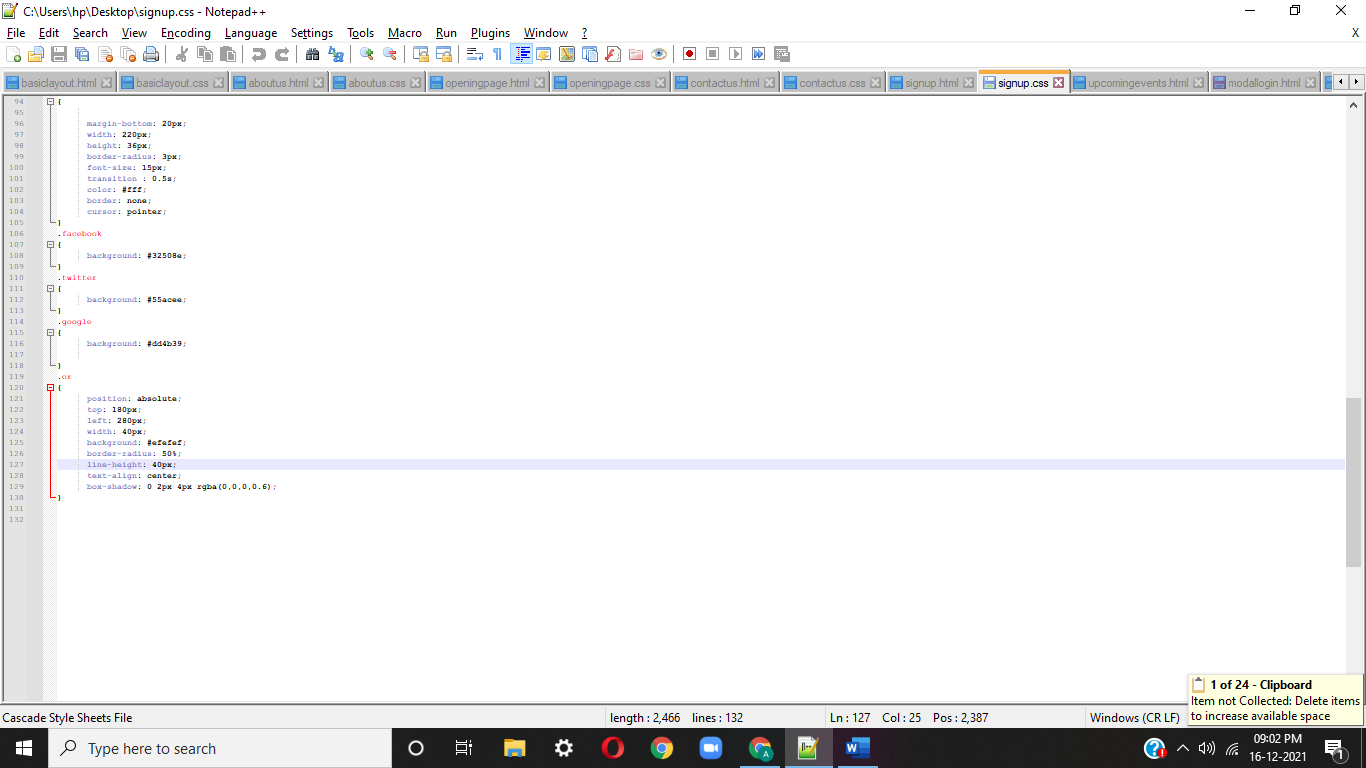 C:\Users\hp\Desktop\signup.css - Notepad++
File Edit Search View Encoding Language Settings Tools Macro Run Plugins Window ? X
basiclayout.html basiclayout.css aboutus.html aboutus.css openingpage.html openingpage.css contactus.html contactus.css signup.html signup.css upcomingevents.html modallogin.html
94 {
95
96 margin-bottom: 20px;
97 width: 220px;
98 height: 36px;
99 border-radius: 3px;
100 font-size: 15px;
101 transition : 0.5s;
102 color: #fff;
103 border: none;
104 cursor: pointer;
105 }
106 .facebook
107 {
108 background: #32508e;
109 }
110 .twitter
111 {
112 background: #55acee;
113 }
114 .google
115 {
116 background: #dd4b39;
117
118 }
119 .or
120 {
121 position: absolute;
122 top: 180px;
123 left: 280px;
124 width: 40px;
125 background: #efefef;
126 border-radius: 50%;
127 line-height: 40px;
128 text-align: center;
129 box-shadow: 0 2px 4px rgba(0,0,0,0.6);
130 }
131
132
1 of 24 - Clipboard
Item not Collected: Delete items
to increase available space
Cascade Style Sheets File length : 2,466 lines : 132 Ln : 127 Col : 25 Pos : 2,387 Windows (CR LF)
Type here to search
09:02 PM
16-12-2021
1